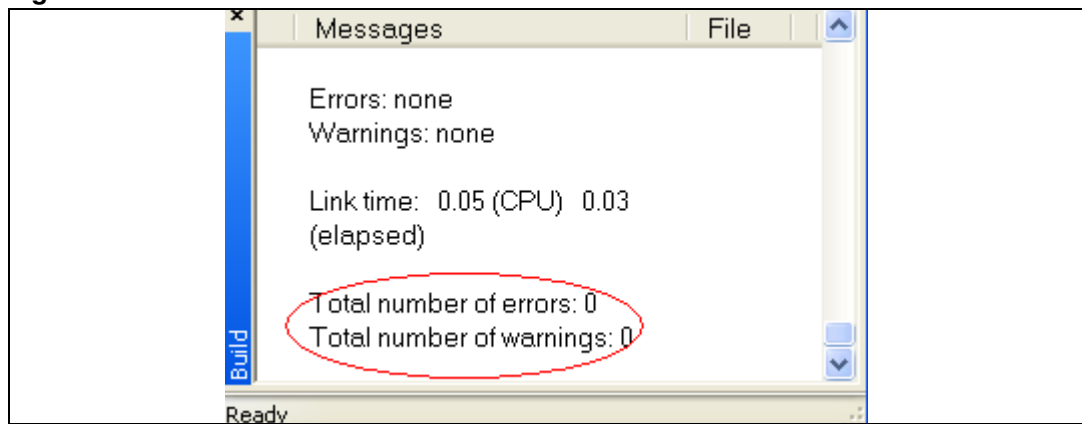 Messages File
Errors: none
Warnings: none
Link time: 0.05 (CPU) 0.03
(elapsed)
Total number of errors: 0
Total number of warnings: 0
Build
Ready